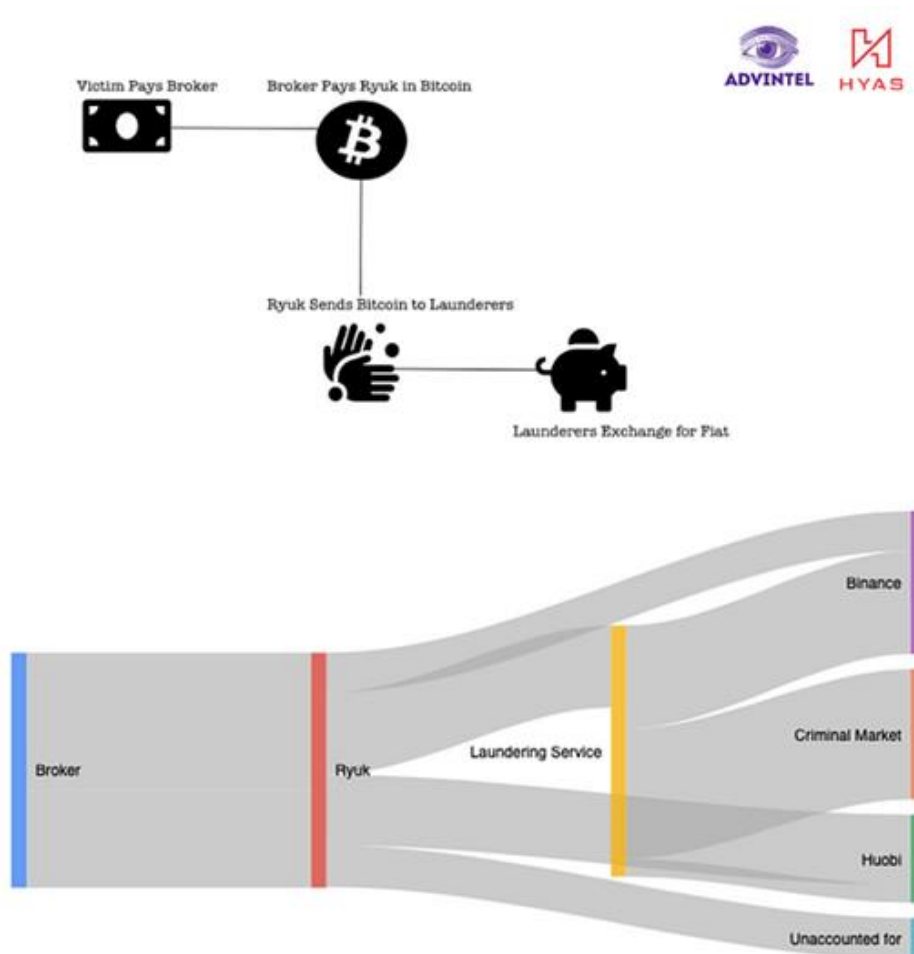 ADVINTEL
HYAS
Victim Pays Broker
Broker Pays Ryuk in Bitcoin
Ryuk Sends Bitcoin to Launderers
Launderers Exchange for Fiat
Binance
Criminal Market
Laundering Service
Broker
Ryuk
Huobi
Unaccounted for